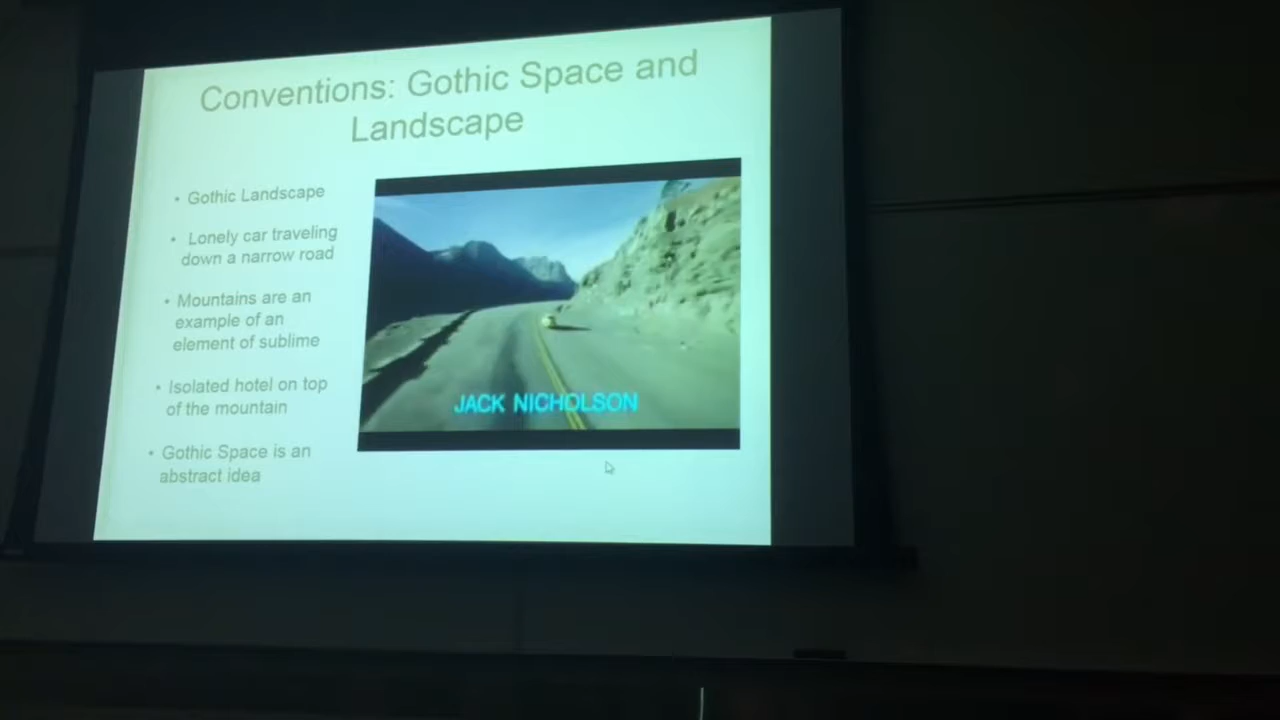 Conventions: Gothic Space and
Landscape
• Gothic Landscape
• Lonely car traveling
down a narrow road
• Mountains are an
example of an
element of sublime
• Isolated hotel on top
of the mountain
• Gothic Space is an
abstract idea
JACK NICHOLSON